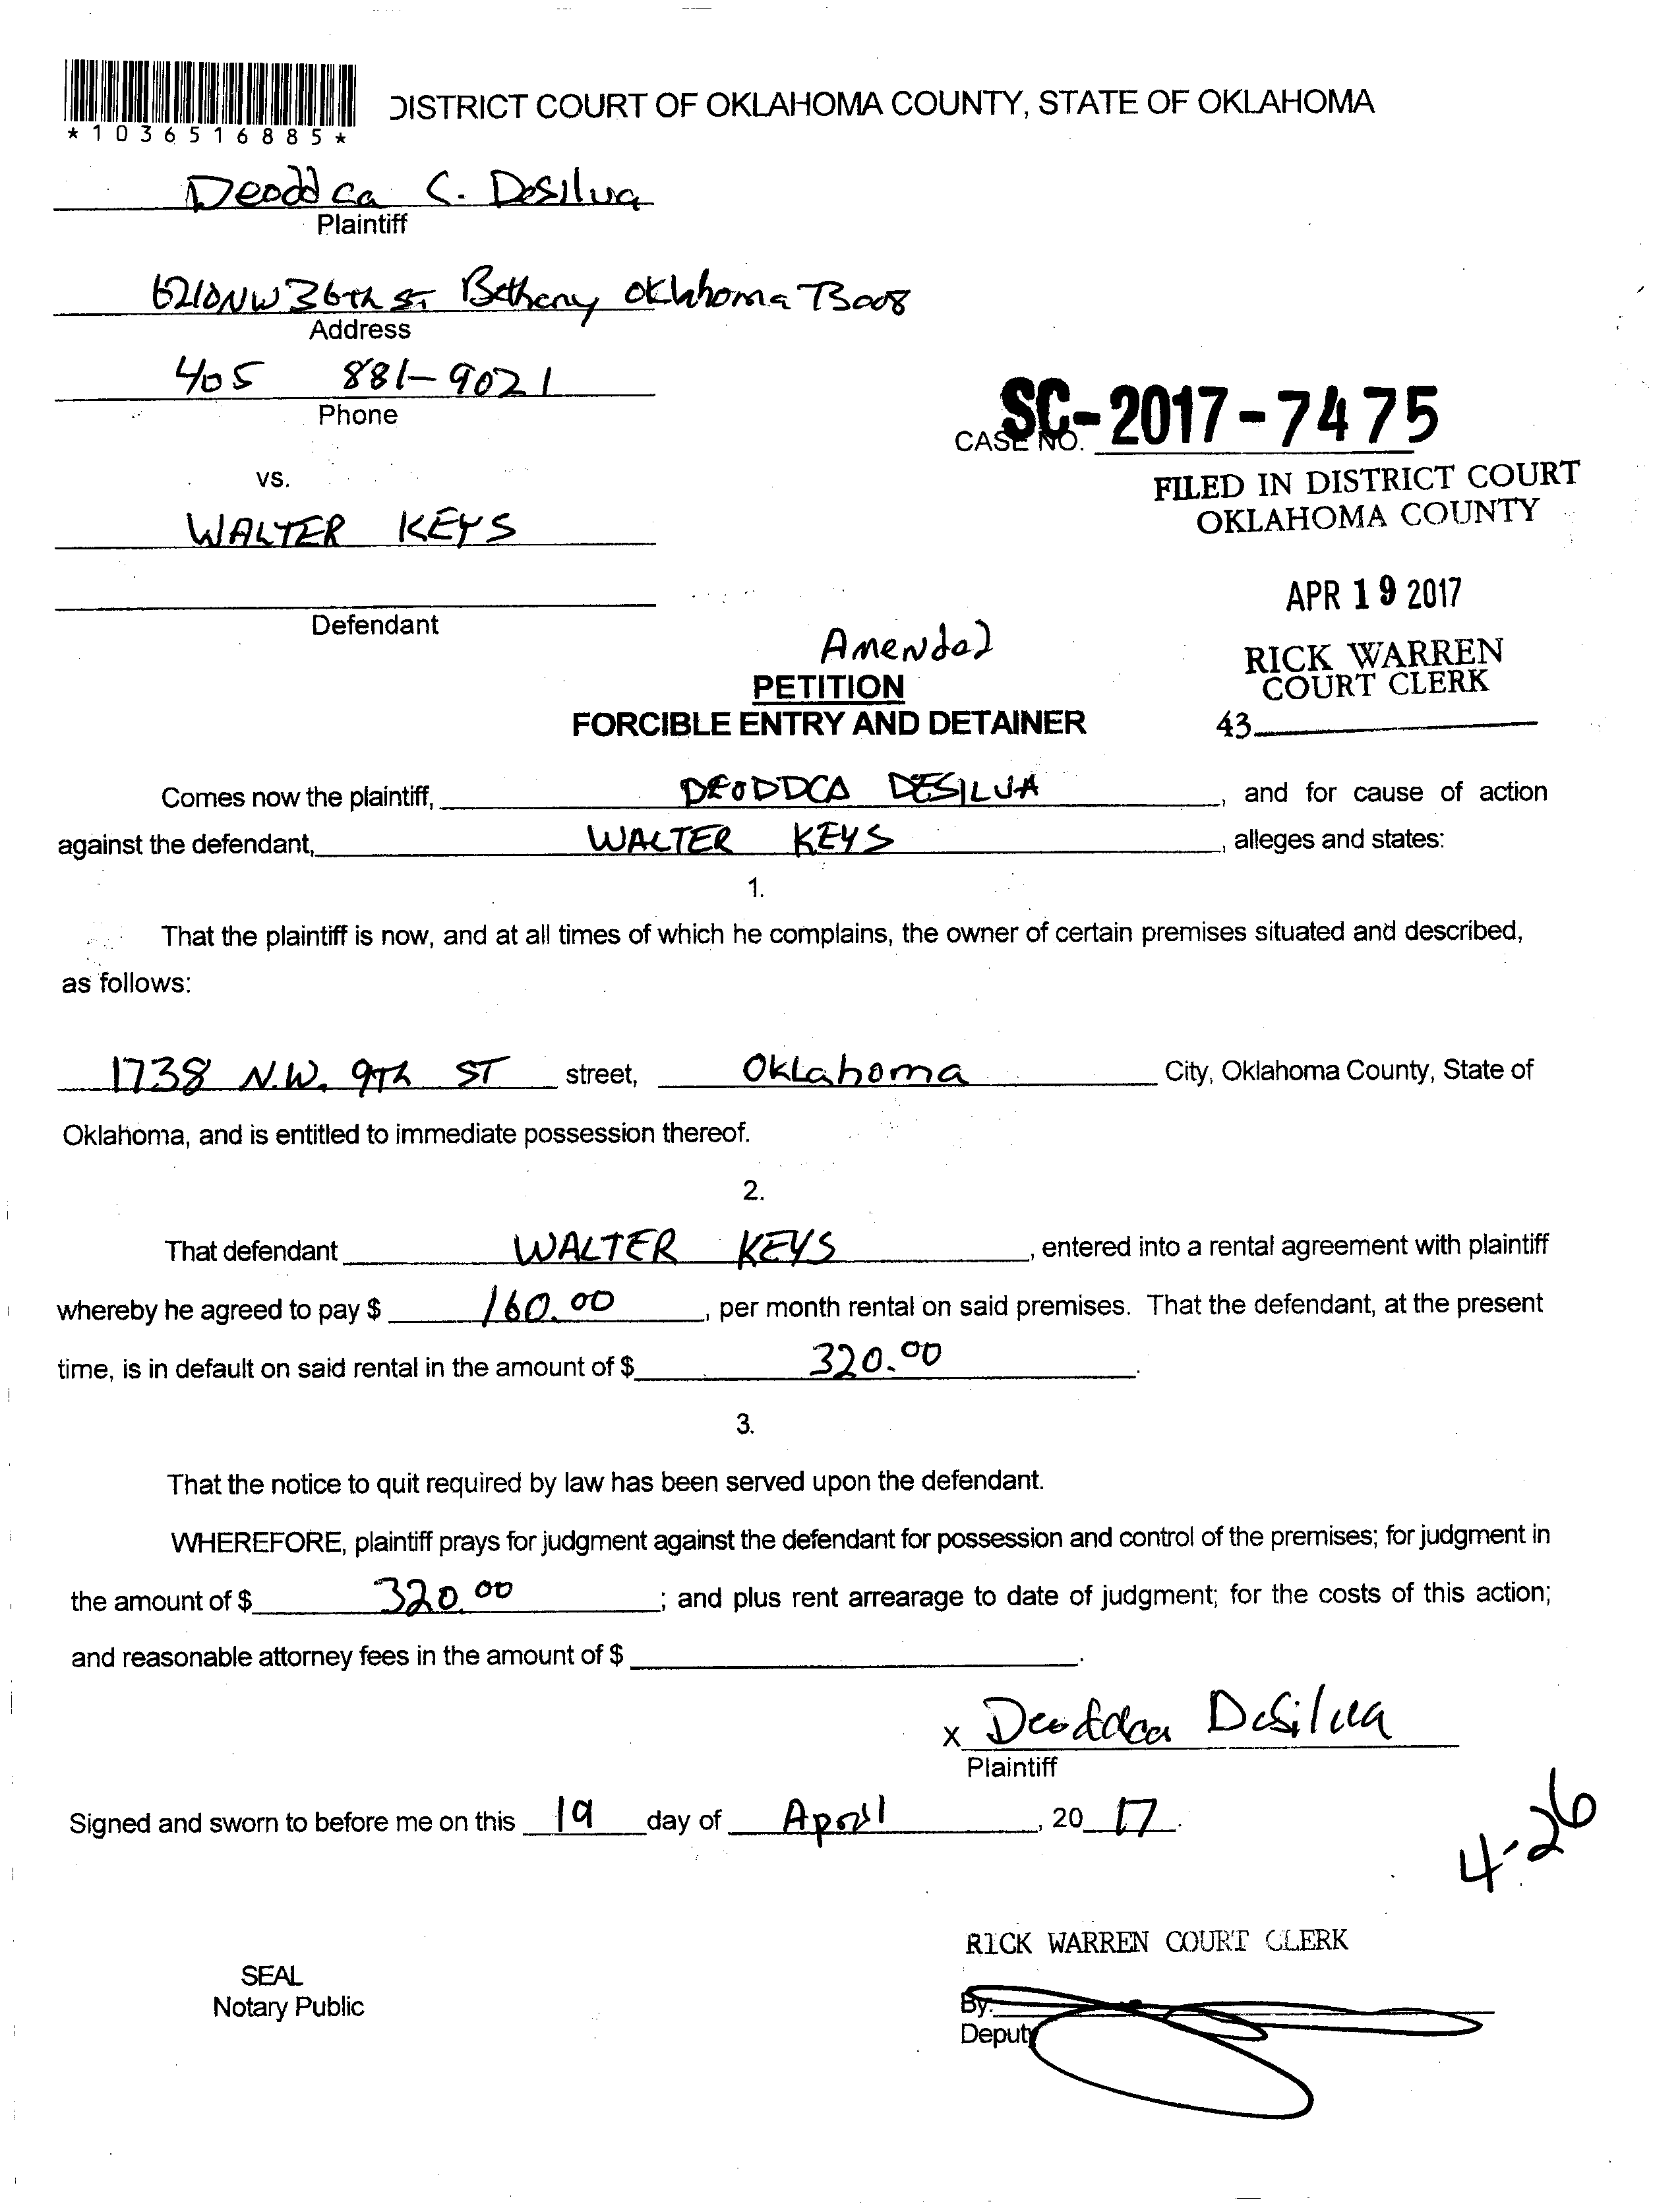 *1036516885*
DISTRICT COURT OF OKLAHOMA COUNTY, STATE OF OKLAHOMA
Deoddca C. Desilva
Plaintiff
6210 NW 36th ST Bethany Oklahoma 73008
Address
405 881-9021
Phone
CASE NO. SC-2017-7475
vs.
FILED IN DISTRICT COURT
OKLAHOMA COUNTY
WALTER KEYS
APR 19 2017
Defendant
RICK WARREN
COURT CLERK
43
Amended
PETITION
FORCIBLE ENTRY AND DETAINER
Comes now the plaintiff, DEODDCA DESILVA, and for cause of action
against the defendant, WALTER KEYS, alleges and states:
1.
That the plaintiff is now, and at all times of which he complains, the owner of certain premises situated and described,
as follows:
1738 N.W. 9th ST street, Oklahoma City, Oklahoma County, State of
Oklahoma, and is entitled to immediate possession thereof.
2.
That defendant WALTER KEYS, entered into a rental agreement with plaintiff
whereby he agreed to pay $ 160.00, per month rental on said premises. That the defendant, at the present
time, is in default on said rental in the amount of $ 320.00.
3.
That the notice to quit required by law has been served upon the defendant.
WHEREFORE, plaintiff prays for judgment against the defendant for possession and control of the premises; for judgment in
the amount of $ 320.00; and plus rent arrearage to date of judgment; for the costs of this action;
and reasonable attorney fees in the amount of $ .
x Deoddca DeSilva
Plaintiff
Signed and sworn to before me on this 19 day of April, 20 17.
4-26
RICK WARREN COURT CLERK
SEAL
Notary Public
By:
Deputy